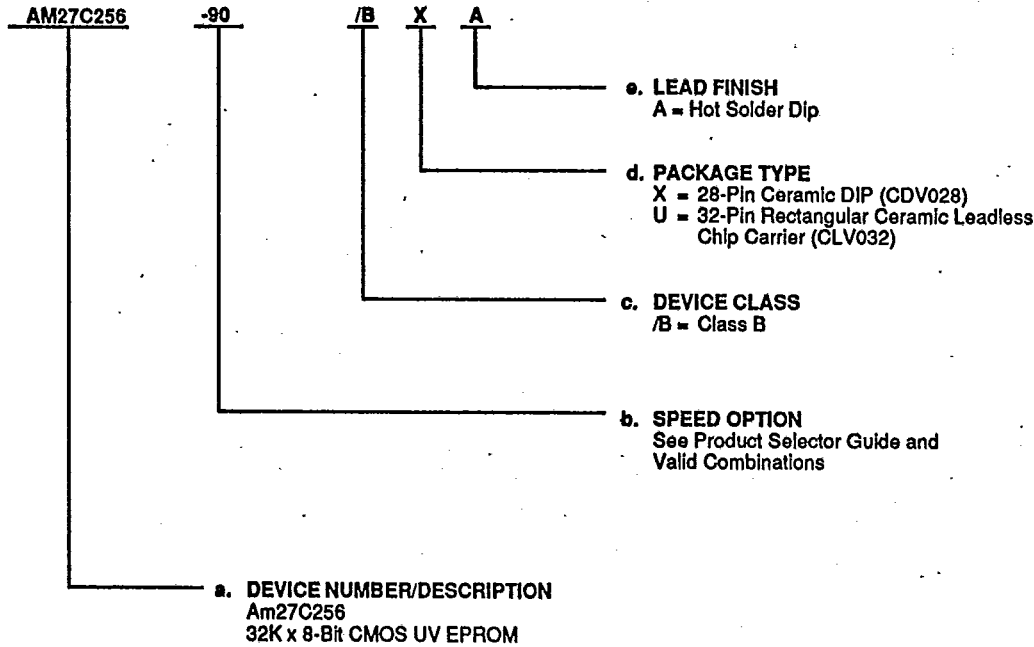 AM27C256 -90 /B X A
e. LEAD FINISH
A = Hot Solder Dip
d. PACKAGE TYPE
X = 28-Pin Ceramic DIP (CDV028)
U = 32-Pin Rectangular Ceramic Leadless
Chip Carrier (CLV032)
c. DEVICE CLASS
/B = Class B
b. SPEED OPTION
See Product Selector Guide and
Valid Combinations
a. DEVICE NUMBER/DESCRIPTION
Am27C256
32K x 8-Bit CMOS UV EPROM